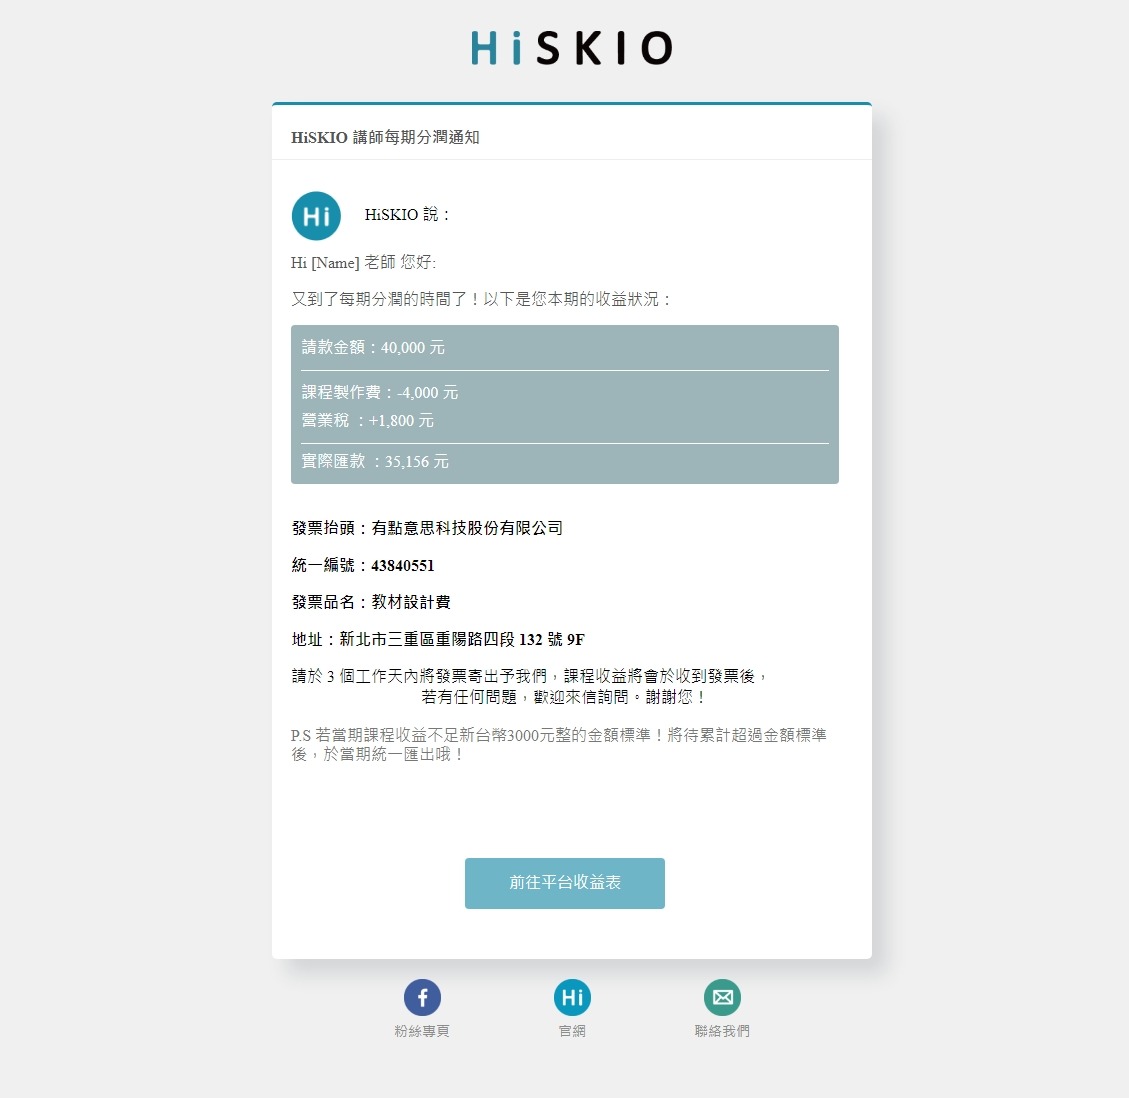 HiSKIO
HiSKIO 講師每期分潤通知
Hi
HiSKIO 說：
Hi [Name] 老師 您好:
又到了每期分潤的時間了！以下是您本期的收益狀況：
請款金額：40,000 元
課程製作費：-4,000 元
營業稅 ：+1,800 元
實際匯款 ：35,156 元
發票抬頭：有點意思科技股份有限公司
統一編號：43840551
發票品名：教材設計費
地址：新北市三重區重陽路四段 132 號 9F
請於 3 個工作天內將發票寄出予我們，課程收益將會於收到發票後，
若有任何問題，歡迎來信詢問。謝謝您！
P.S 若當期課程收益不足新台幣3000元整的金額標準！將待累計超過金額標準
後，於當期統一匯出哦！
前往平台收益表
f
Hi
粉絲專頁
官網
聯絡我們